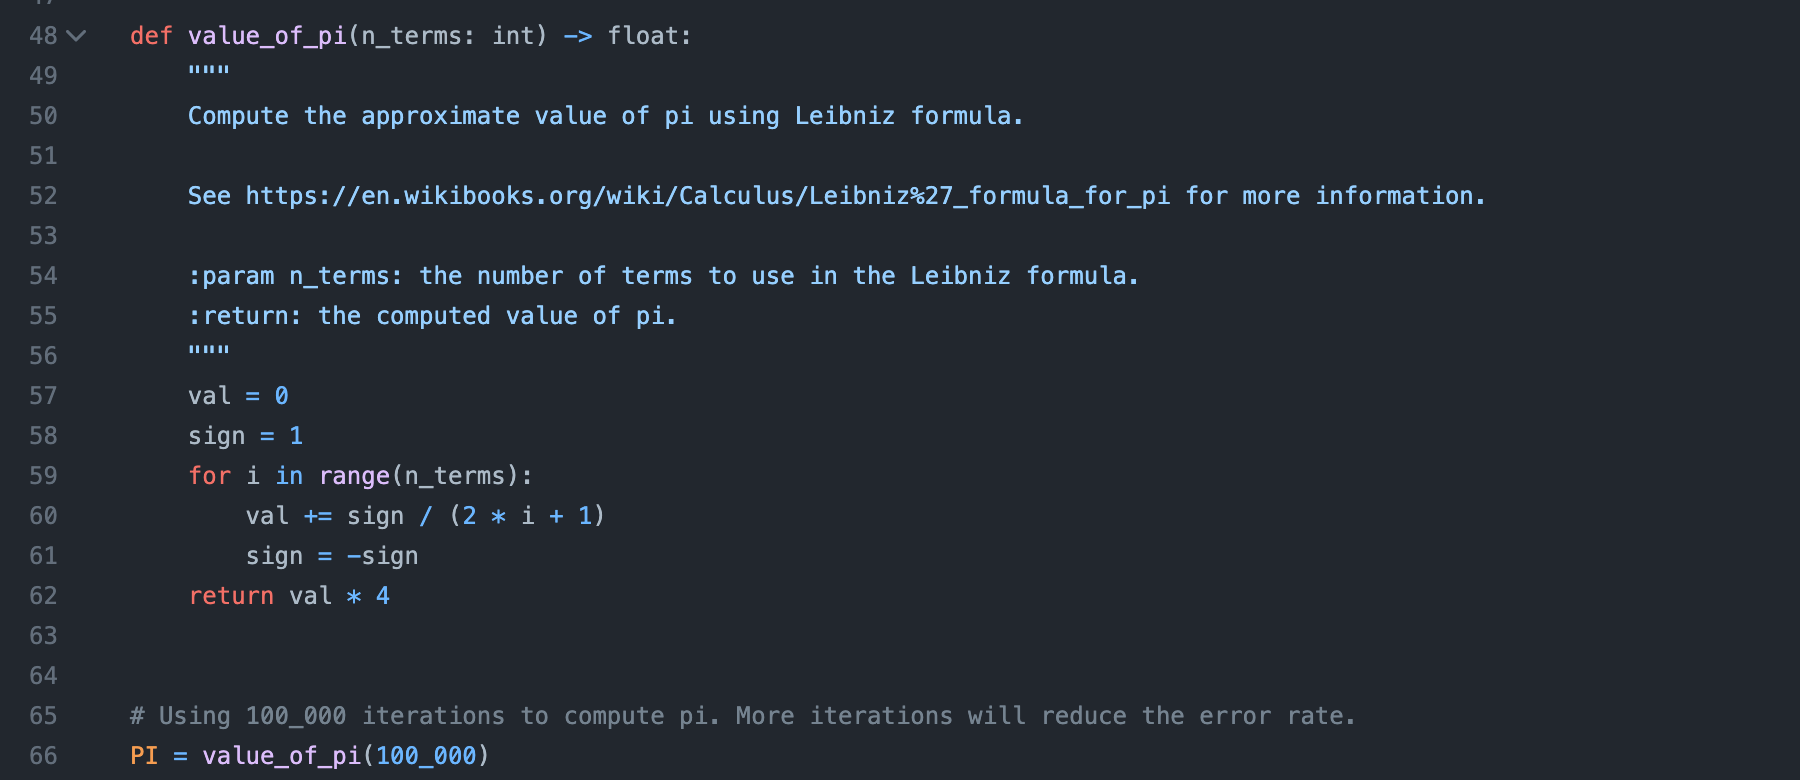 48 def value_of_pi(n_terms: int) -> float:
49     """
50     Compute the approximate value of pi using Leibniz formula.
51
52     See https://en.wikibooks.org/wiki/Calculus/Leibniz%27_formula_for_pi for more information.
53
54     :param n_terms: the number of terms to use in the Leibniz formula.
55     :return: the computed value of pi.
56     """
57     val = 0
58     sign = 1
59     for i in range(n_terms):
60         val += sign / (2 * i + 1)
61         sign = -sign
62     return val * 4
63
64
65 # Using 100_000 iterations to compute pi. More iterations will reduce the error rate.
66 PI = value_of_pi(100_000)